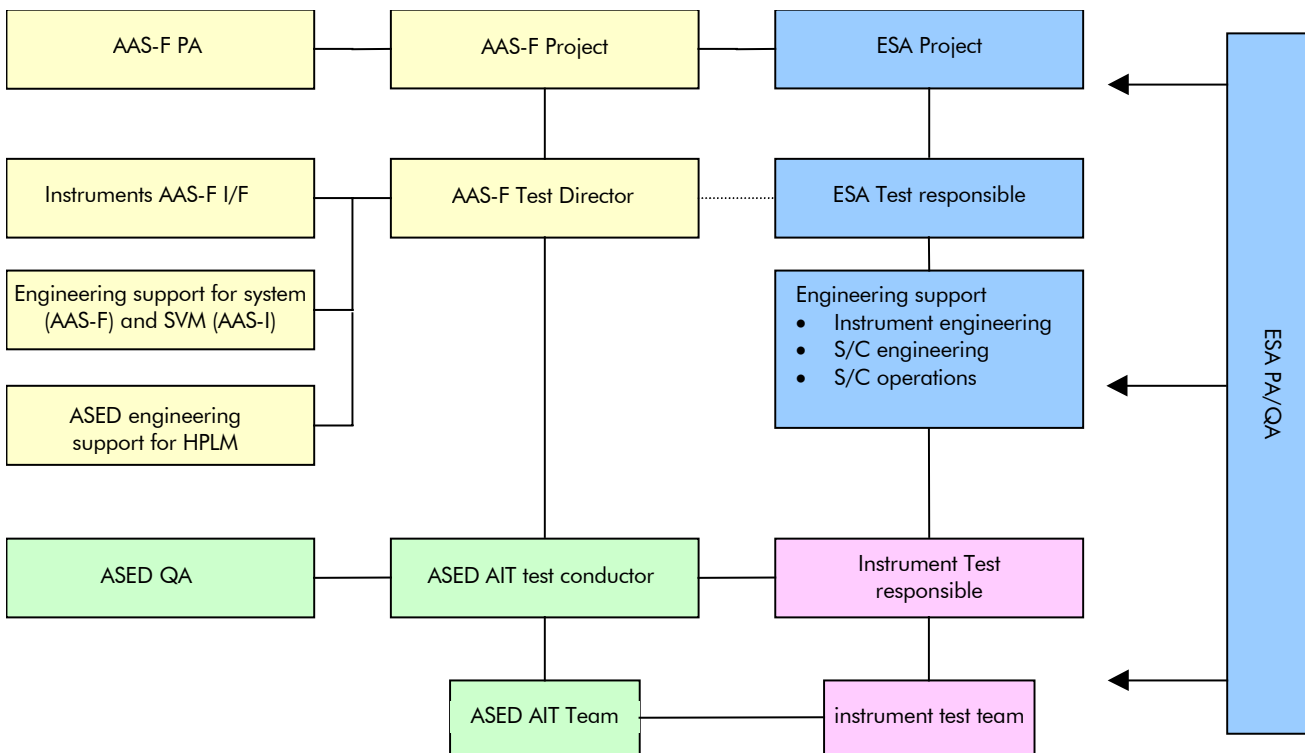 AAS-F PA
AAS-F Project
ESA Project
Instruments AAS-F I/F
AAS-F Test Director
ESA Test responsible
Engineering support for system
(AAS-F) and SVM (AAS-I)
Engineering support
• Instrument engineering
• S/C engineering
• S/C operations
ASED engineering
support for HPLM
ESA PA/QA
ASED QA
ASED AIT test conductor
Instrument Test
responsible
ASED AIT Team
instrument test team